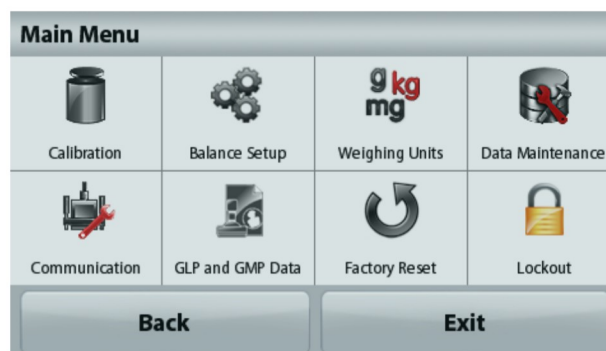 Main Menu
g kg
mg
Calibration Balance Setup Weighing Units Data Maintenance
Communication GLP and GMP Data Factory Reset Lockout
Back Exit